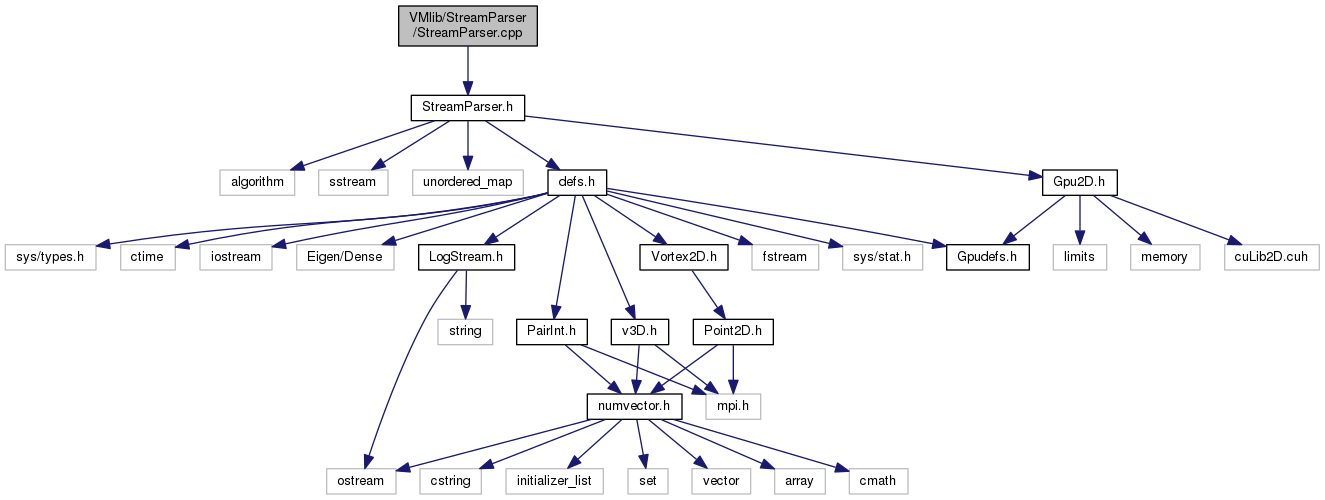 VMlib/StreamParser
/StreamParser.cpp
StreamParser.h
algorithm
sstream
unordered_map
defs.h
Gpu2D.h
sys/types.h
ctime
iostream
Eigen/Dense
LogStream.h
Vortex2D.h
fstream
sys/stat.h
Gpudefs.h
limits
memory
cuLib2D.cuh
string
PairInt.h
v3D.h
Point2D.h
numvector.h
mpi.h
ostream
cstring
initializer_list
set
vector
array
cmath